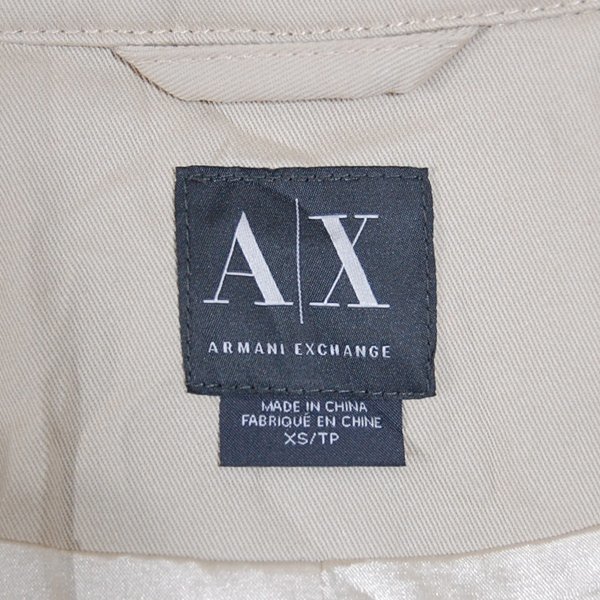 A|X
ARMANI EXCHANGE
MADE IN CHINA
FABRIQUÉ EN CHINE
XS/TP